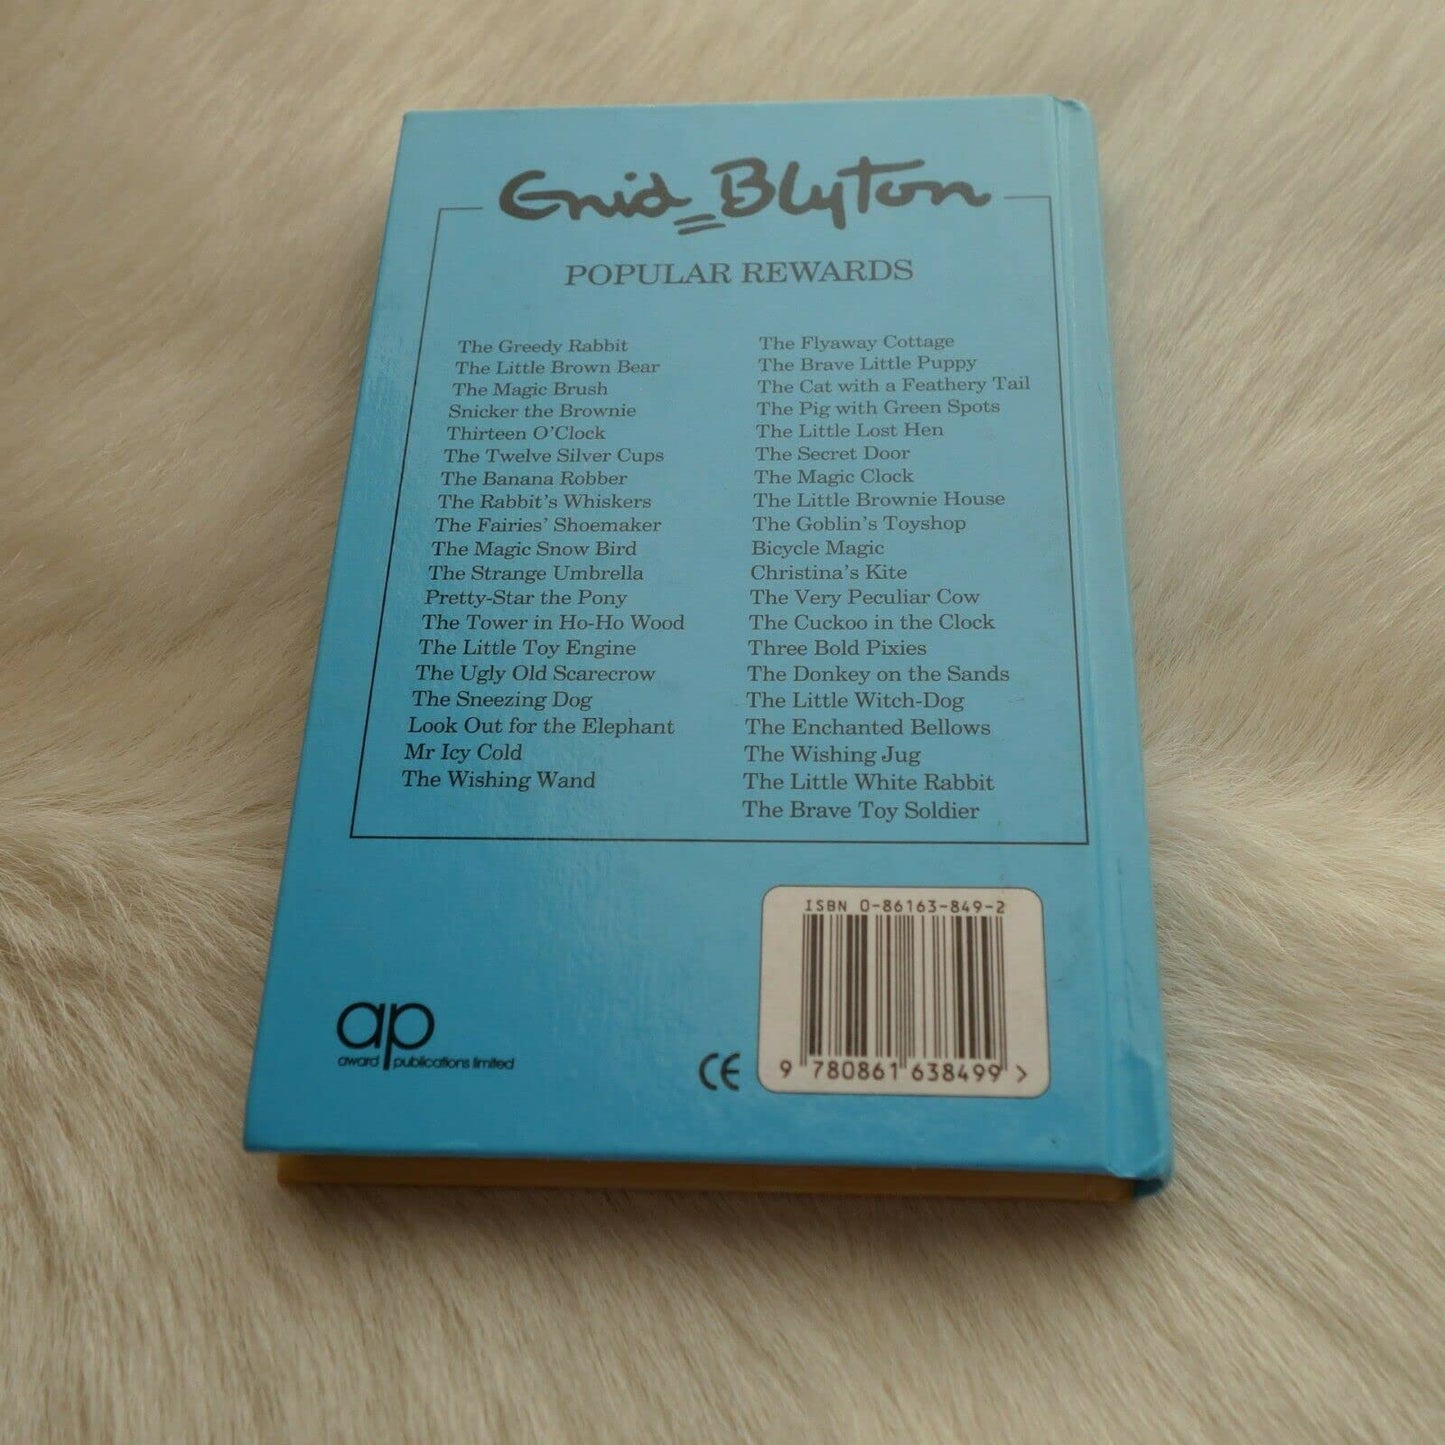 Enid Blyton
POPULAR REWARDS
The Greedy Rabbit
The Little Brown Bear
The Magic Brush
Snicker the Brownie
Thirteen O'Clock
The Twelve Silver Cups
The Banana Robber
The Rabbit's Whiskers
The Fairies' Shoemaker
The Magic Snow Bird
The Strange Umbrella
Pretty-Star the Pony
The Tower in Ho-Ho Wood
The Little Toy Engine
The Ugly Old Scarecrow
The Sneezing Dog
Look Out for the Elephant
Mr Icy Cold
The Wishing Wand
The Flyaway Cottage
The Brave Little Puppy
The Cat with a Feathery Tail
The Pig with Green Spots
The Little Lost Hen
The Secret Door
The Magic Clock
The Little Brownie House
The Goblin's Toyshop
Bicycle Magic
Christina's Kite
The Very Peculiar Cow
The Cuckoo in the Clock
Three Bold Pixies
The Donkey on the Sands
The Little Witch-Dog
The Enchanted Bellows
The Wishing Jug
The Little White Rabbit
The Brave Toy Soldier
ap
award publications limited
CE
ISBN 0-86163-849-2
9 780861 638499 >